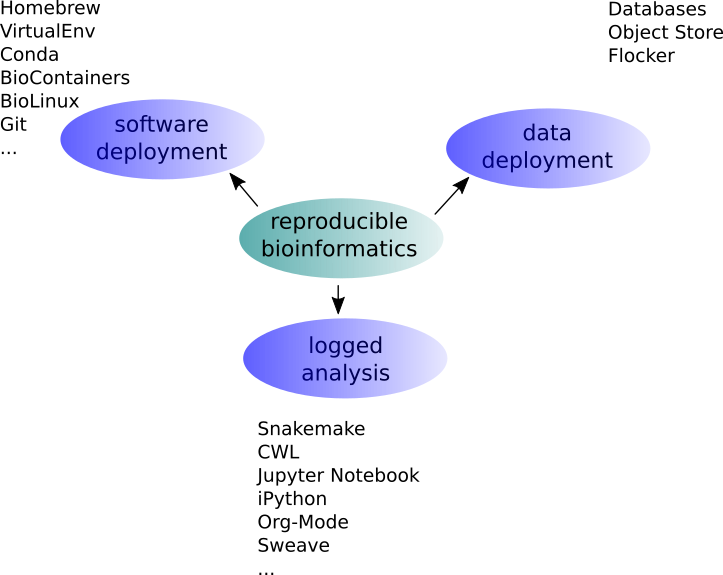 Homebrew
VirtualEnv
Conda
BioContainers
BioLinux
Git
...
Databases
Object Store
Flocker
software
deployment
data
deployment
reproducible
bioinformatics
logged
analysis
Snakemake
CWL
Jupyter Notebook
iPython
Org-Mode
Sweave
...